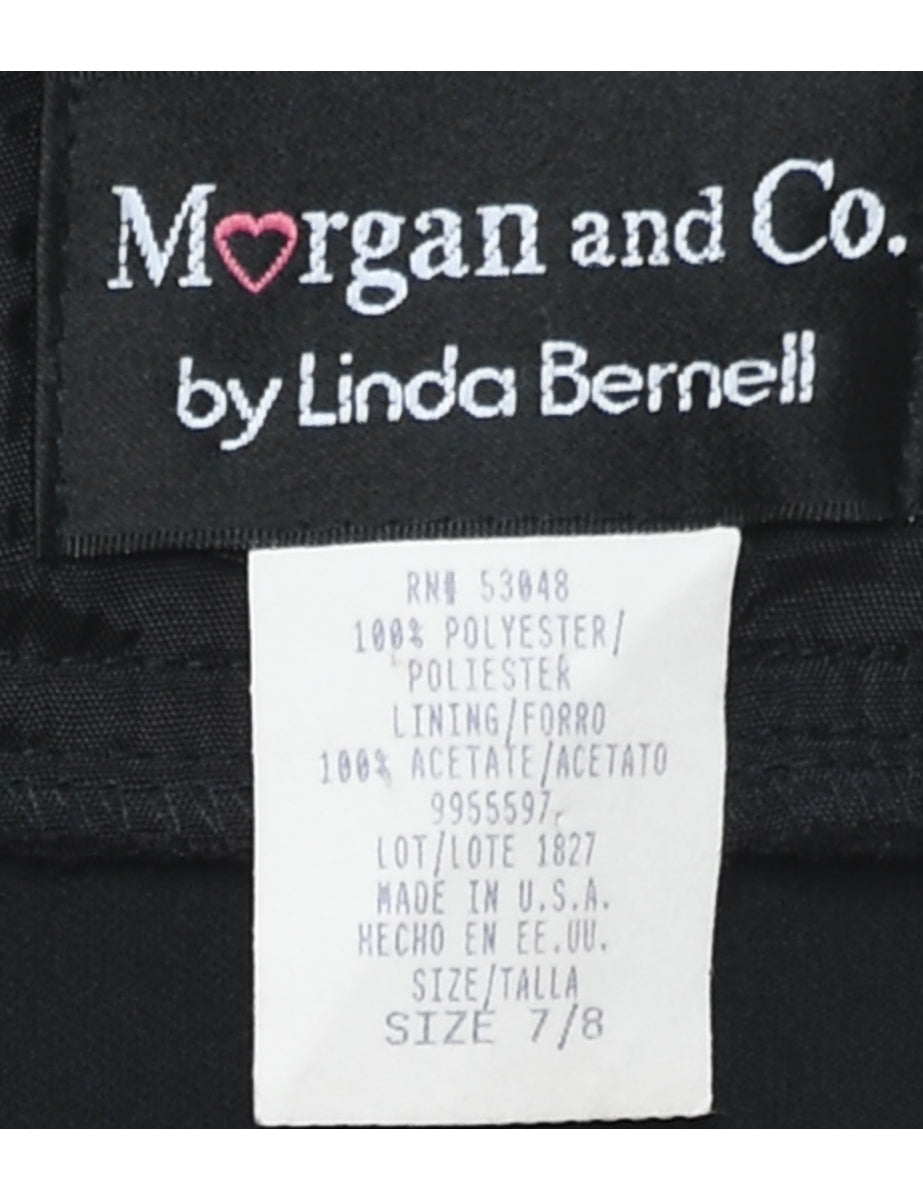 M♡rgan and Co.
by Linda Bernell
RN# 53048
100% POLYESTER/
POLIESTER
LINING/FORRO
100% ACETATE/ACETATO
9955597
LOT/LOTE 1827
MADE IN U.S.A.
HECHO EN EE.UU.
SIZE/TALLA
SIZE 7/8